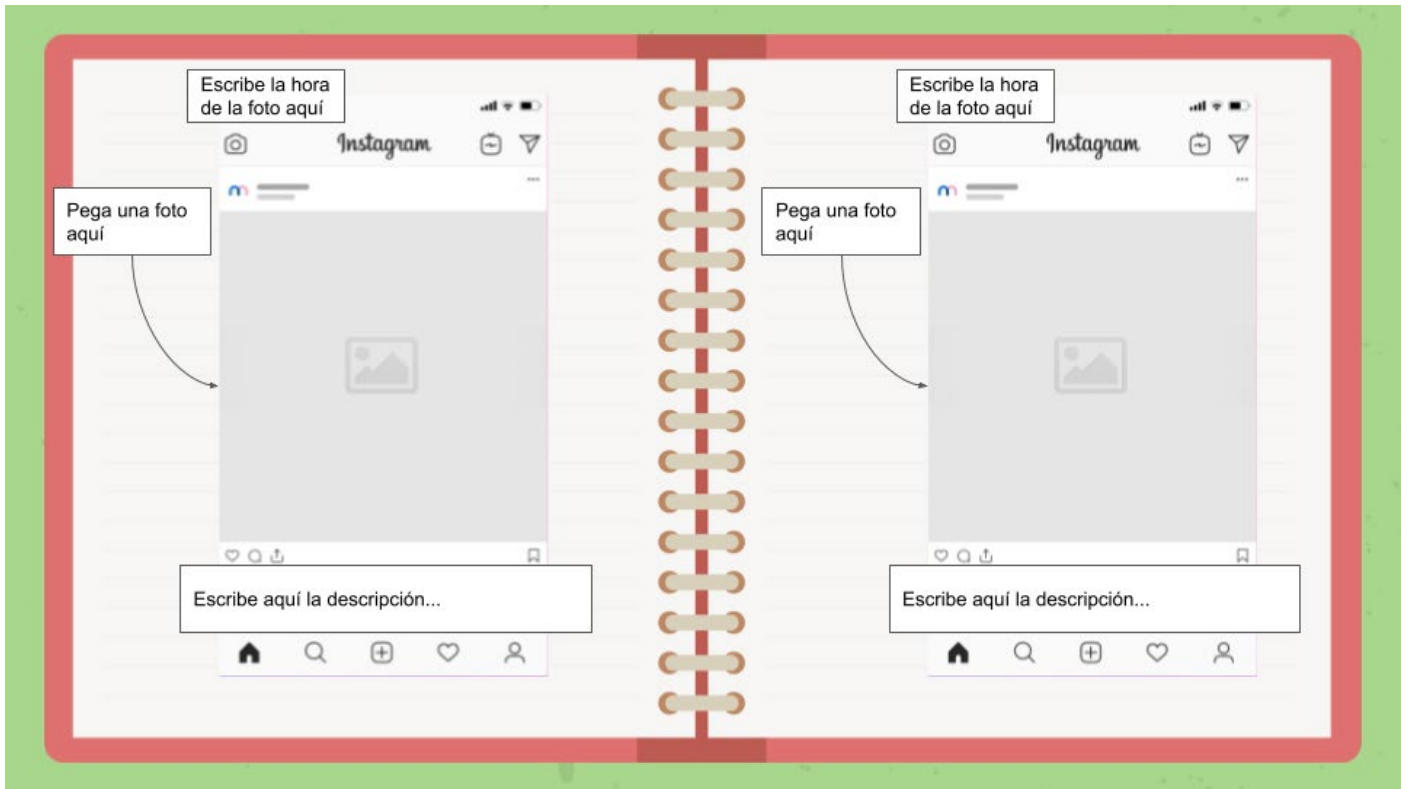 Escribe la hora
de la foto aquí
Instagram
Pega una foto
aquí
Escribe aquí la descripción...
Escribe la hora
de la foto aquí
Instagram
Pega una foto
aquí
Escribe aquí la descripción...